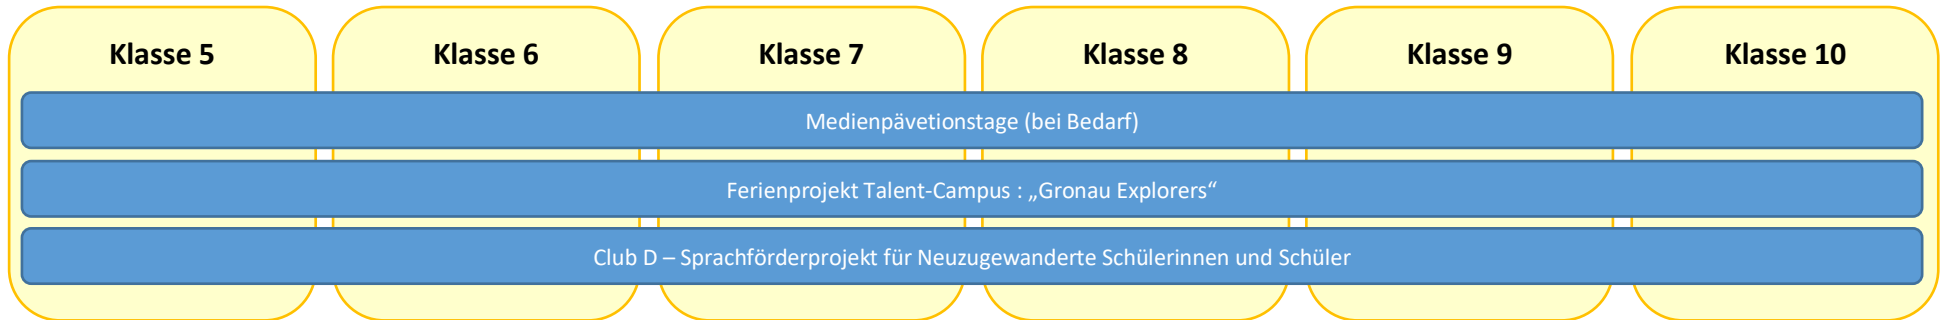 Klasse 5 Klasse 6 Klasse 7 Klasse 8 Klasse 9 Klasse 10
Medienpävetionstage (bei Bedarf)
Ferienprojekt Talent-Campus : „Gronau Explorers“
Club D – Sprachförderprojekt für Neuzugewanderte Schülerinnen und Schüler